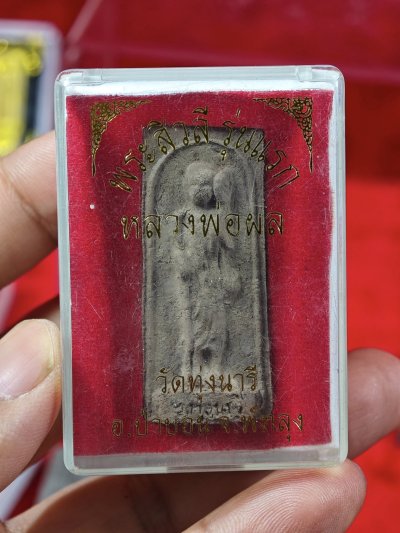 พระสิวลี รุ่นแรก
หลวงพ่อผล
วัดทุ่งนารี
อ.ป่าบอน จ.พัทลุง